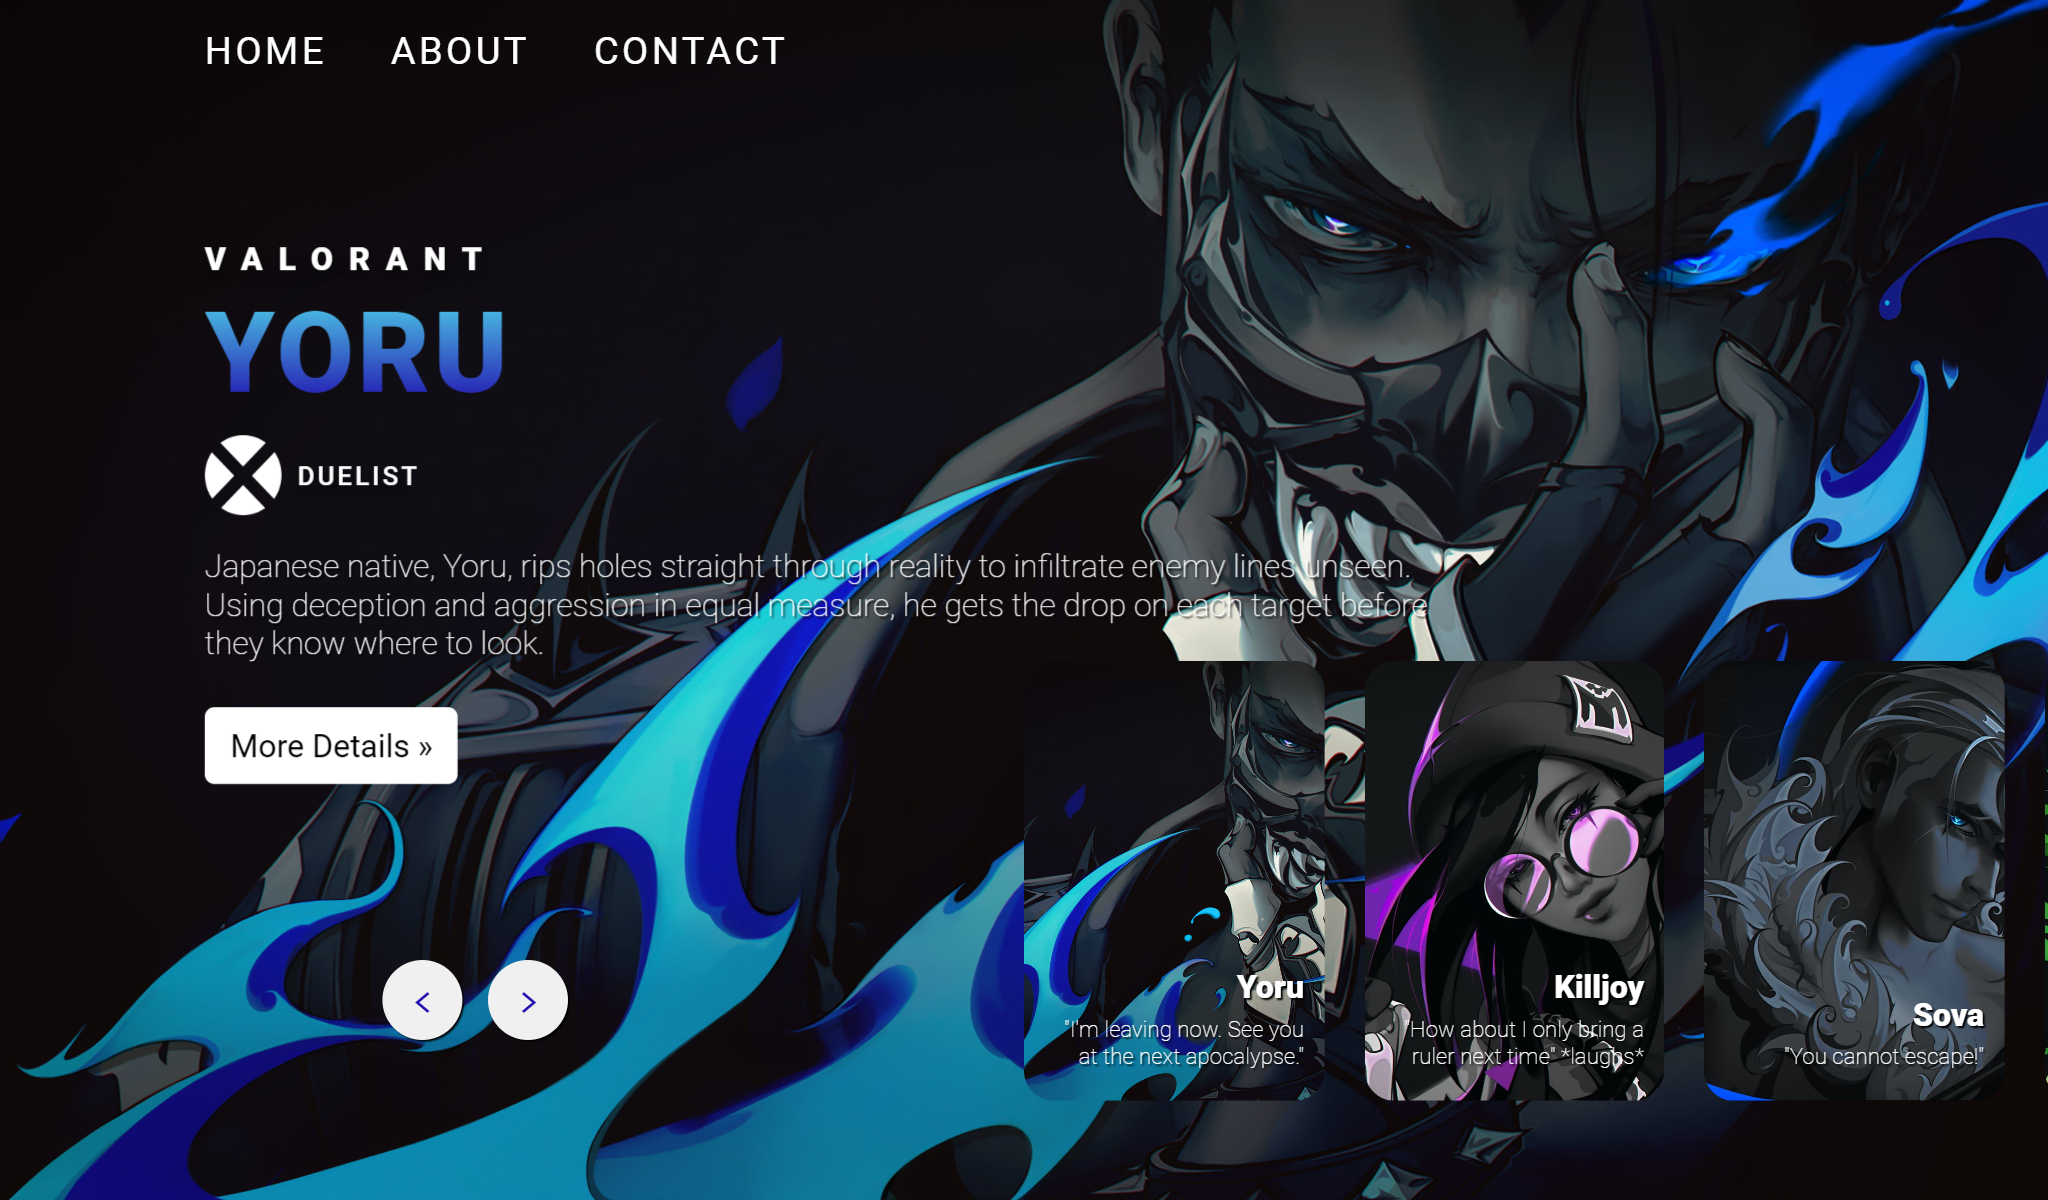 HOME ABOUT CONTACT
VALORANT
YORU
DUELIST
Japanese native, Yoru, rips holes straight through reality to infiltrate enemy lines unseen.
Using deception and aggression in equal measure, he gets the drop on each target before
they know where to look.
More Details »
Yoru
"I'm leaving now. See you
at the next apocalypse."
Killjoy
"How about I only bring a
ruler next time" *laughs*
Sova
"You cannot escape!"